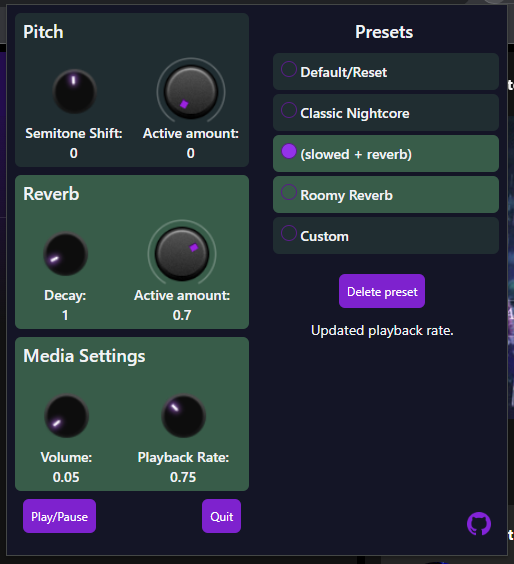 Pitch
Semitone Shift:
0
Active amount:
0
Reverb
Decay:
1
Active amount:
0.7
Media Settings
Volume:
0.05
Playback Rate:
0.75
Play/Pause
Quit
Presets
Default/Reset
Classic Nightcore
(slowed + reverb)
Roomy Reverb
Custom
Delete preset
Updated playback rate.